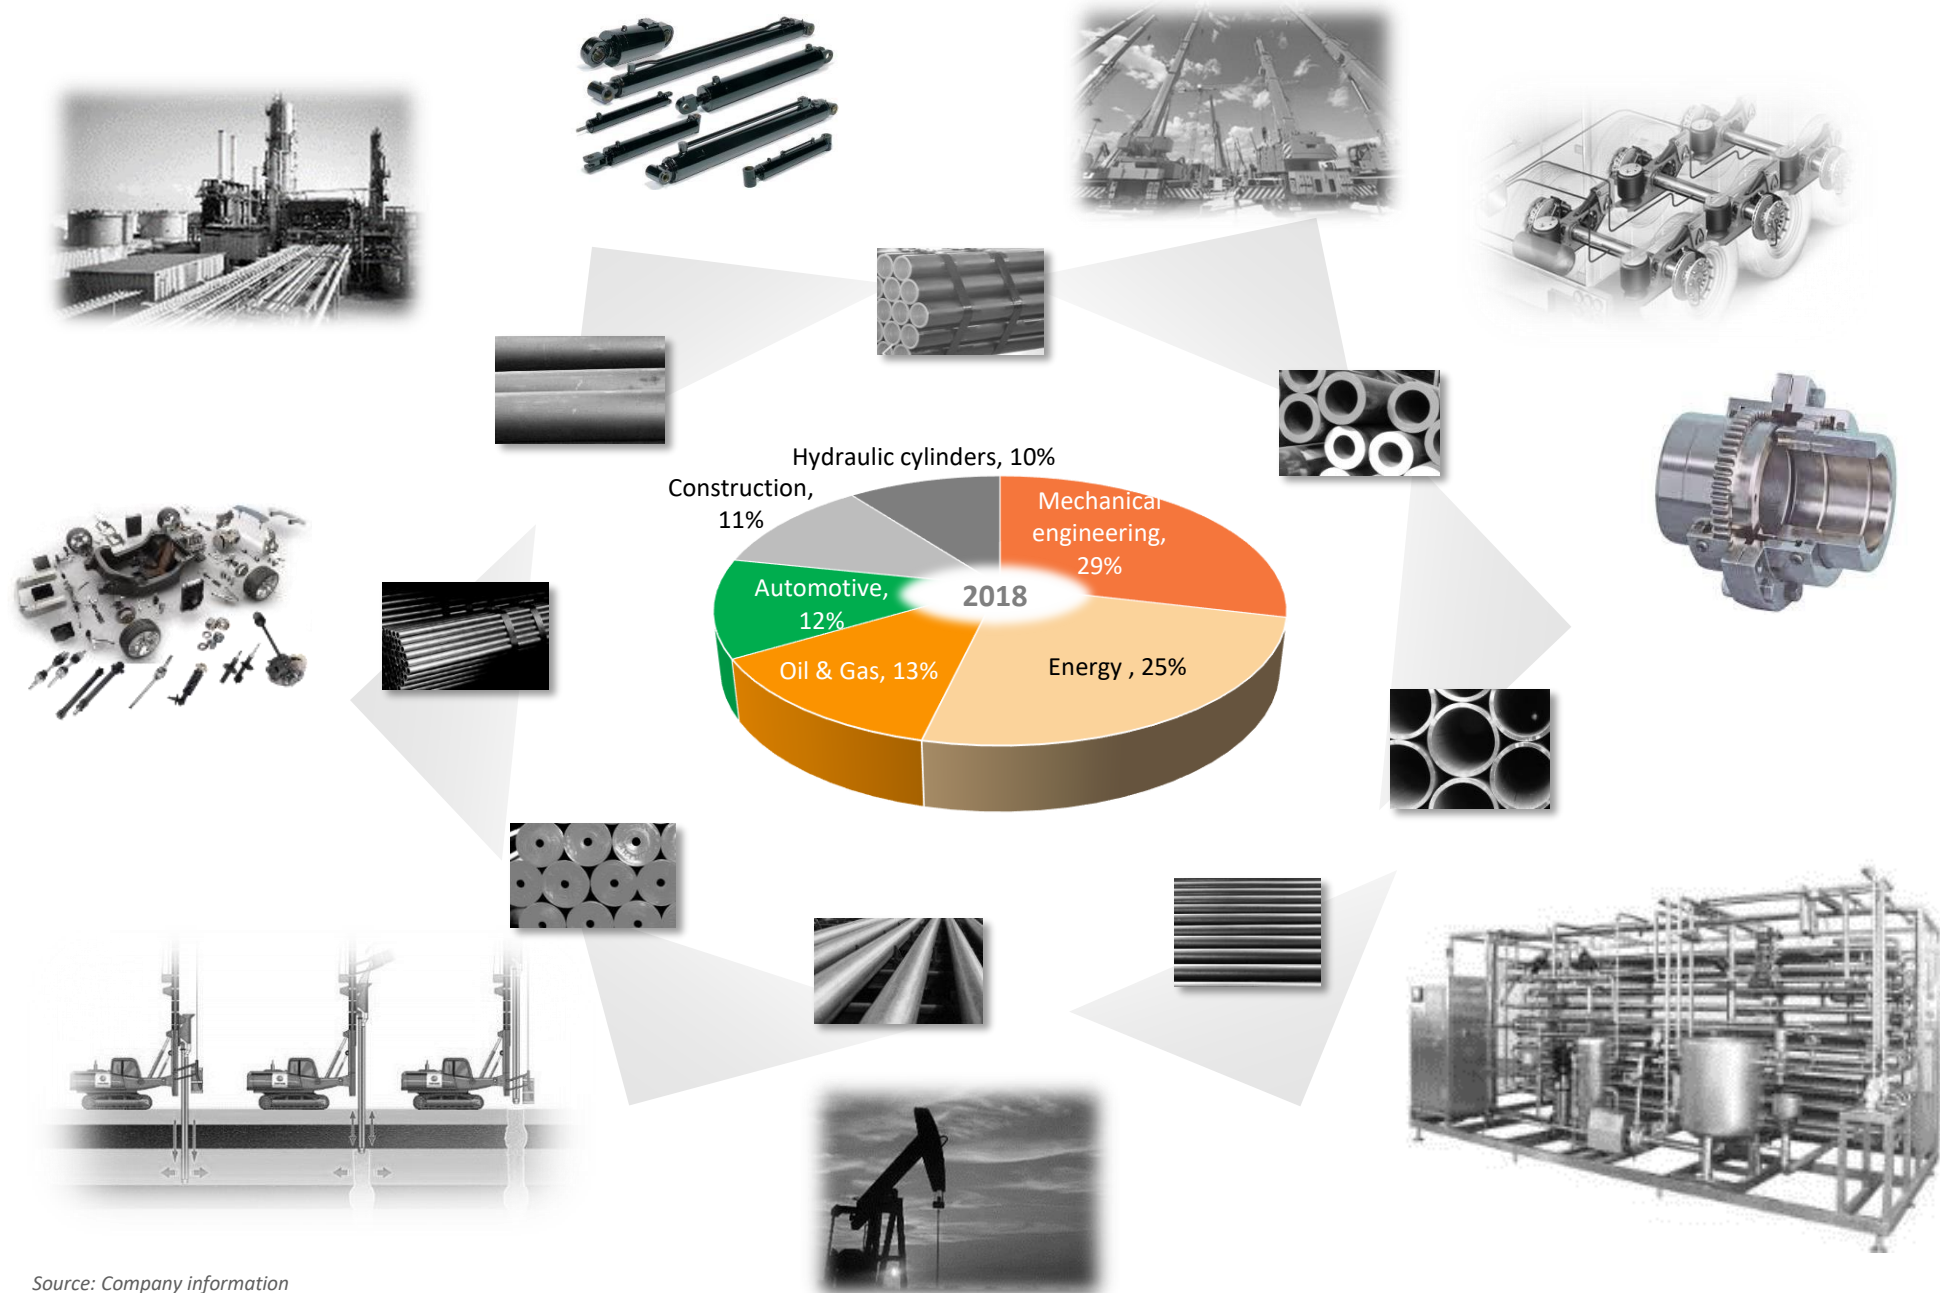 Hydraulic cylinders, 10%
Construction,
11%
Mechanical
engineering,
29%
Automotive,
12%
2018
Oil & Gas, 13%
Energy , 25%
Source: Company information